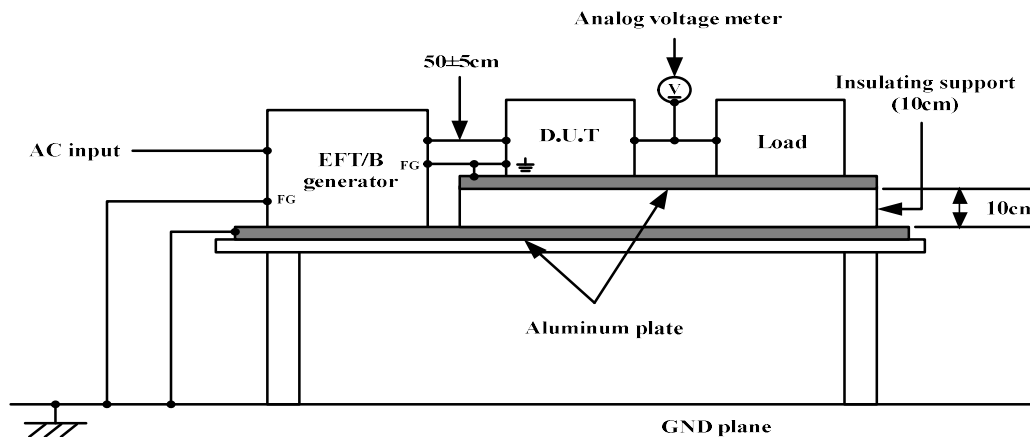 Analog voltage meter
50±5cm
Insulating support
(10cm)
V
D.U.T
Load
AC input
EFT/B
generator
FG
FG
10cm
Aluminum plate
GND plane